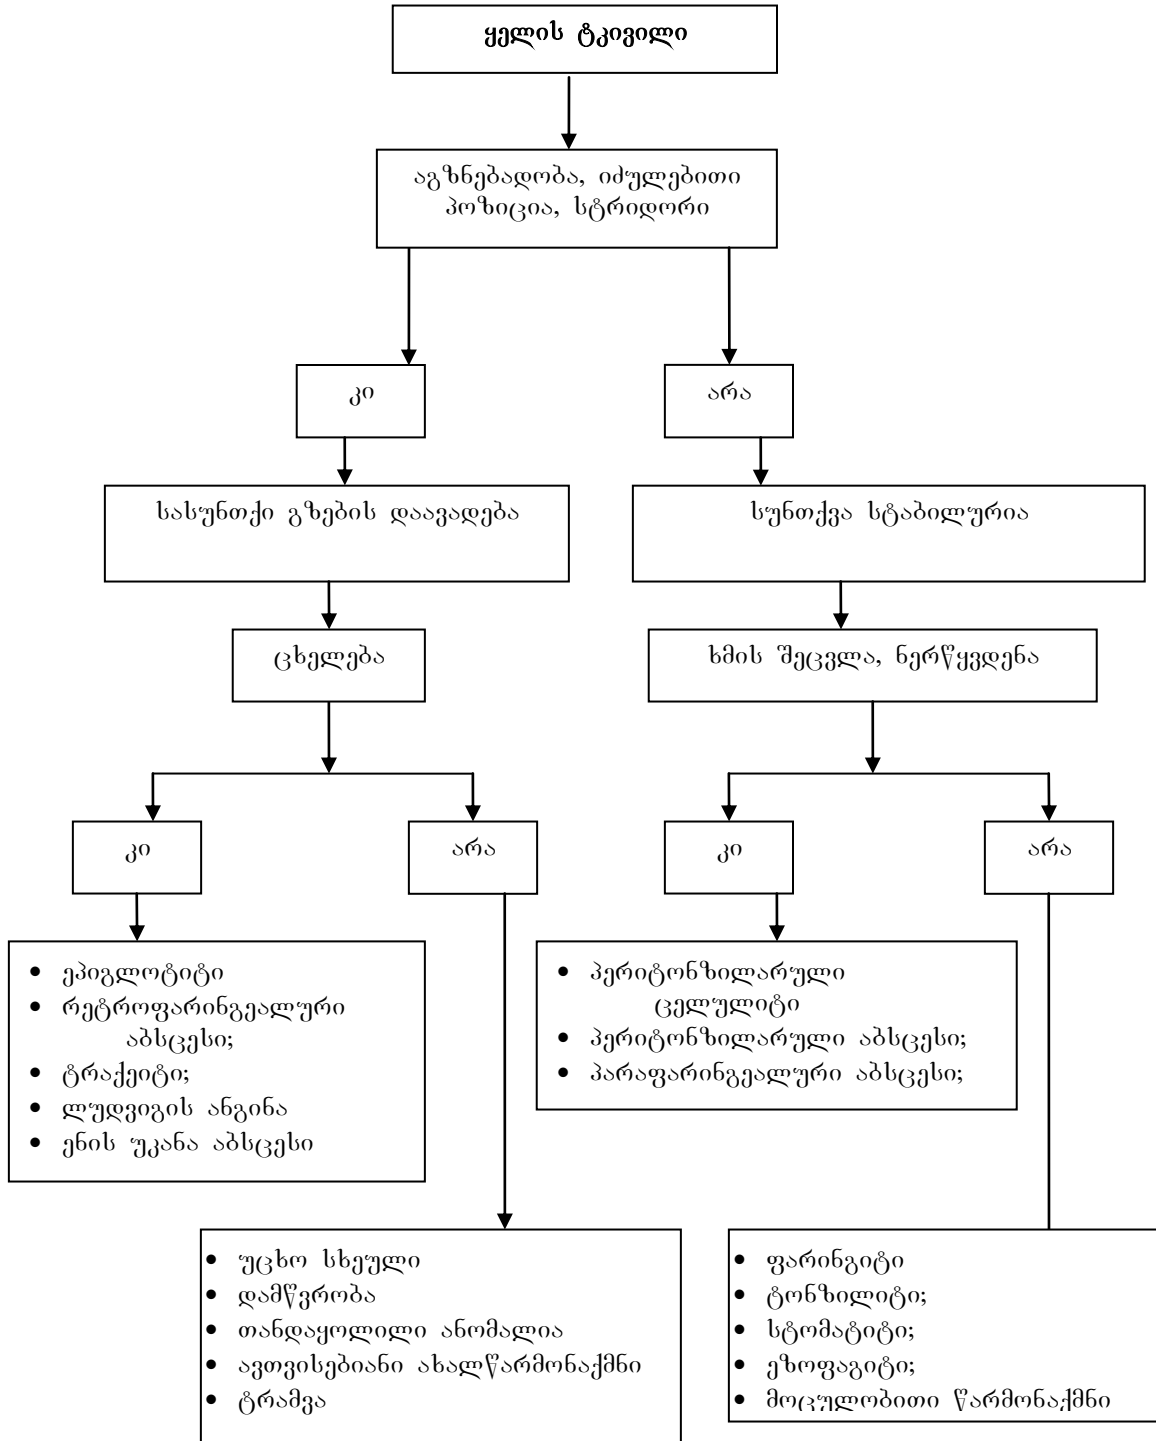 ყელის ტკივილი
აგზნებადობა, იძულებითი
პოზიცია, სტრიდორი
კი
არა
სასუნთქი გზების დაავადება
სუნთქვა სტაბილურია
ცხელება
ხმის შეცვლა, ნერწყვდენა
კი
არა
კი
არა
• ეპიგლოტიტი
• რეტროფარინგეალური
აბსცესი;
• ტრაქეიტი;
• ლუდვიგის ანგინა
• ენის უკანა აბსცესი
• პერიტონზილარული
ცელულიტი
• პერიტონზილარული აბსცესი;
• პარაფარინგეალური აბსცესი;
• უცხო სხეული
• დამწვრობა
• თანდაყოლილი ანომალია
• ავთვისებიანი ახალწარმონაქმნი
• ტრამვა
• ფარინგიტი
• ტონზილიტი;
• სტომატიტი;
• ეზოფაგიტი;
• მოცულობითი წარმონაქმნი